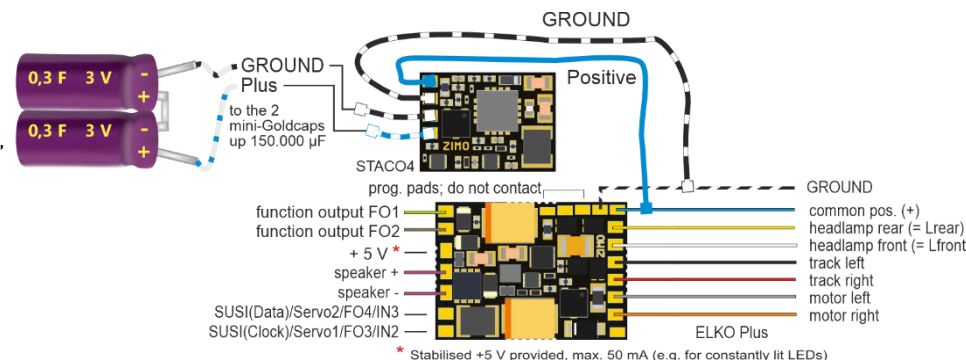 GROUND
0,3 F 3 V -
+
0,3 F 3 V -
+
GROUND
Plus
to the 2
mini-Goldcaps
up 150.000 µF
Positive
ZIMO
STACO4
prog. pads; do not contact
GROUND
function output FO1
function output FO2
+ 5 V *
speaker +
speaker -
SUSI(Data)/Servo2/FO4/IN3
SUSI(Clock)/Servo1/FO3/IN2
ZIMO
common pos. (+)
headlamp rear (= Lrear)
headlamp front (= Lfront
track left
track right
motor left
motor right
ELKO Plus
* Stabilised +5 V provided, max. 50 mA (e.g. for constantly lit LEDs)